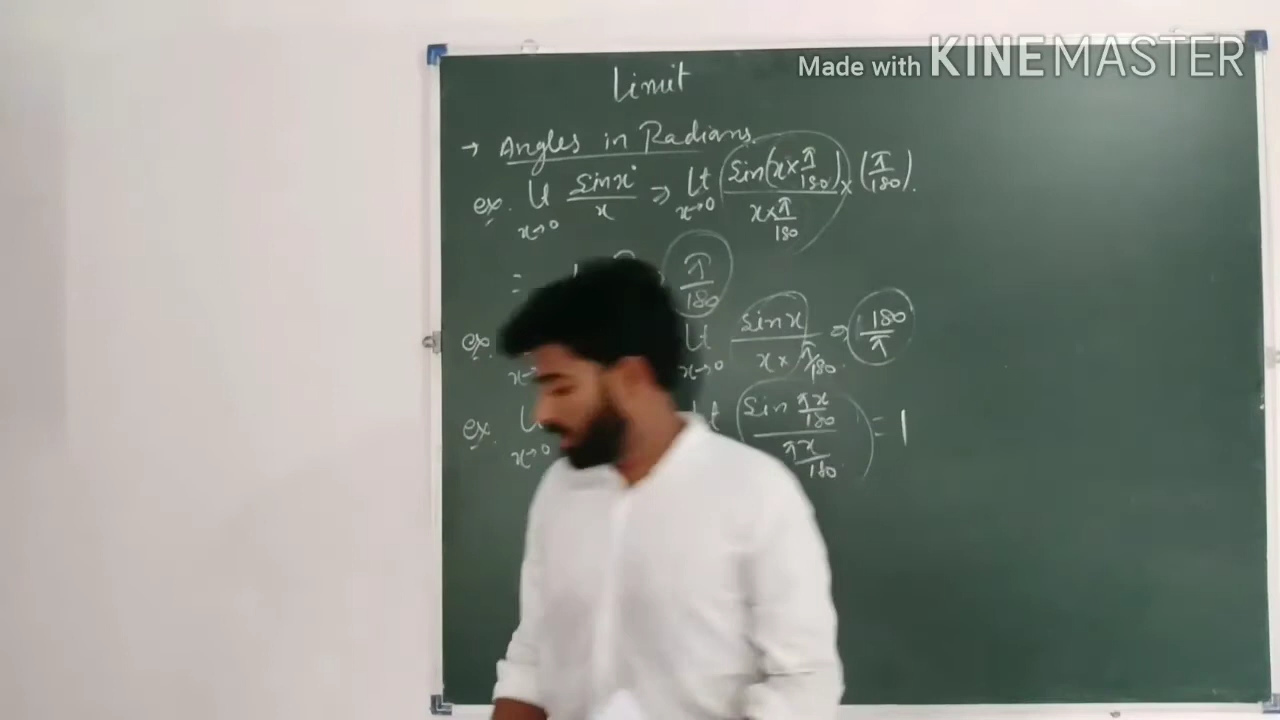 Made with KINEMASTER
Limit
→ Angles in Radians.
ex. lt x→0 sinx° / x ⇒ lt x→0 sin(x×π/180) / x×π/180 × (π/180).
= π/180
ex. x→ lt x→0 sinx / x×π/180 ⇒ 180/π
ex. lt x→0 sin πx/180 / πx/180 = 1